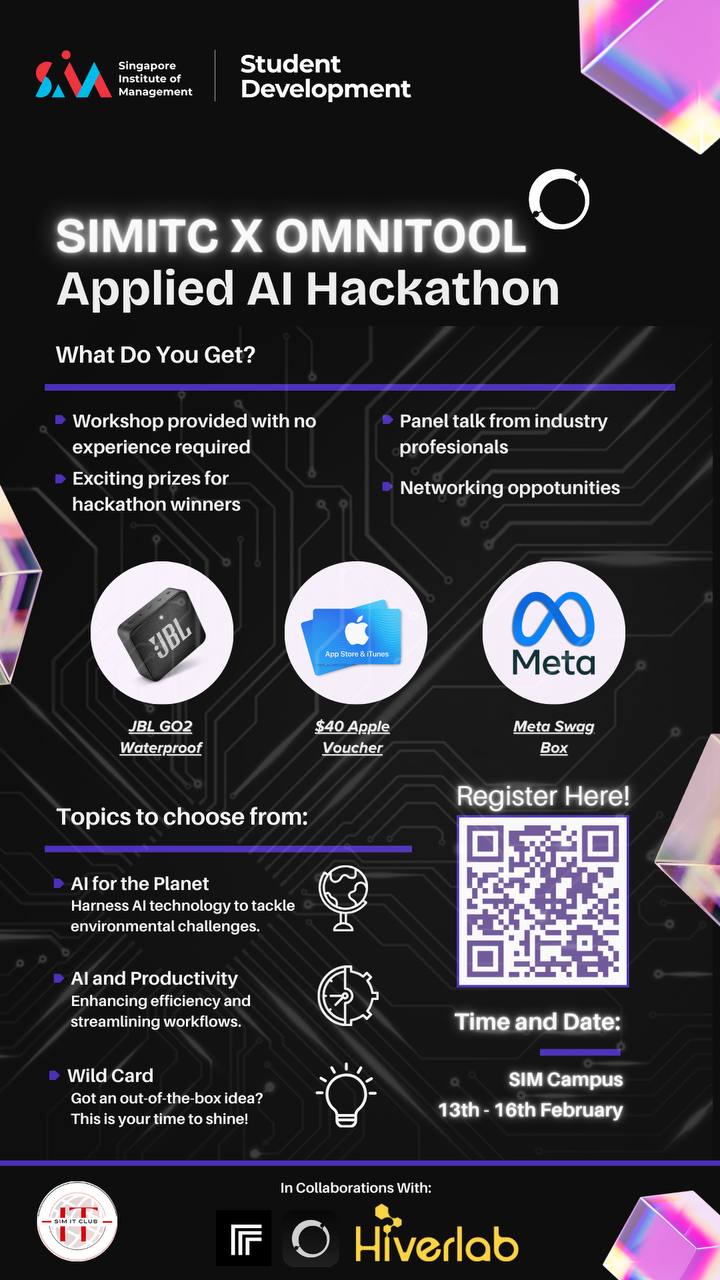 Singapore
Institute of
Management
Student
Development
SIMITC X OMNITOOL
Applied AI Hackathon
What Do You Get?
Workshop provided with no
experience required
Exciting prizes for
hackathon winners
Panel talk from industry
profesionals
Networking oppotunities
JBL
App Store & iTunes
Meta
JBL GO2
Waterproof
$40 Apple
Voucher
Meta Swag
Box
Topics to choose from:
AI for the Planet
Harness AI technology to tackle
environmental challenges.
AI and Productivity
Enhancing efficiency and
streamlining workflows.
Wild Card
Got an out-of-the-box idea?
This is your time to shine!
Register Here!
Time and Date:
SIM Campus
13th - 16th February
In Collaborations With:
IT
SIM IT CLUB
Hiverlab